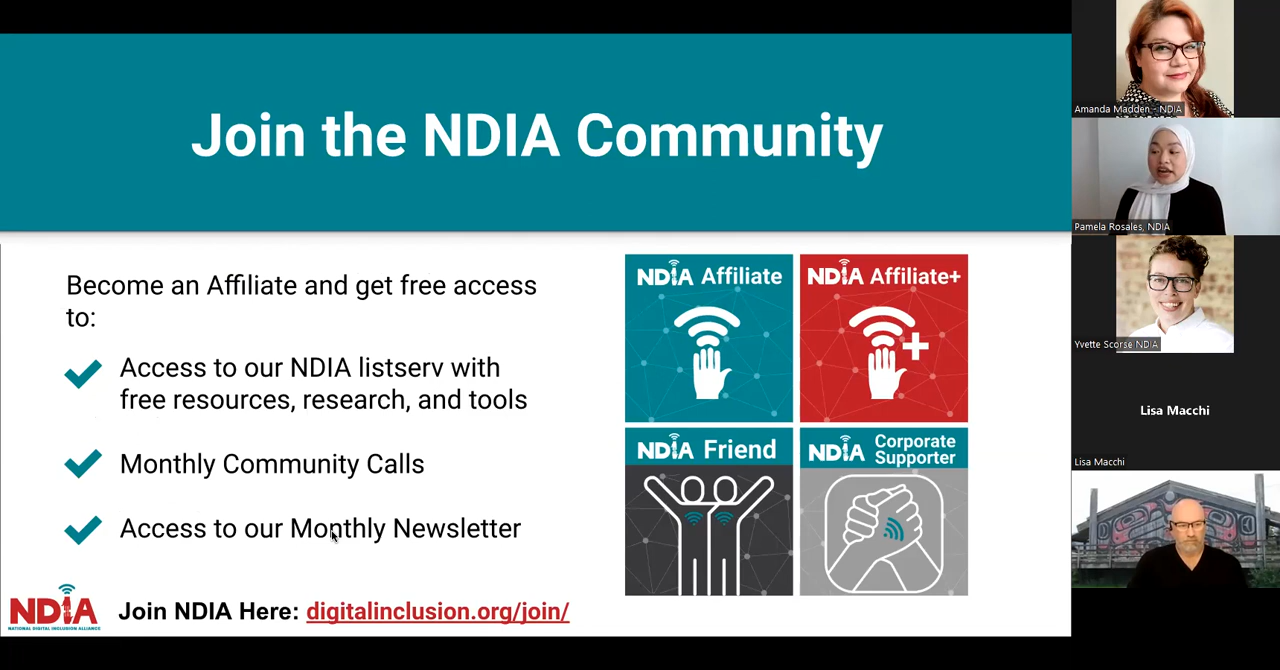 Join the NDIA Community
Become an Affiliate and get free access
to:
Access to our NDIA listserv with
free resources, research, and tools
Monthly Community Calls
Access to our Monthly Newsletter
Join NDIA Here: digitalinclusion.org/join/
NDIA
NATIONAL DIGITAL INCLUSION ALLIANCE
NDIA Affiliate
NDIA Affiliate+
NDIA Friend
NDIA Corporate
Supporter
Amanda Madden - NDIA
Pamela Rosales, NDIA
Yvette Scorse NDIA
Lisa Macchi
Lisa Macchi